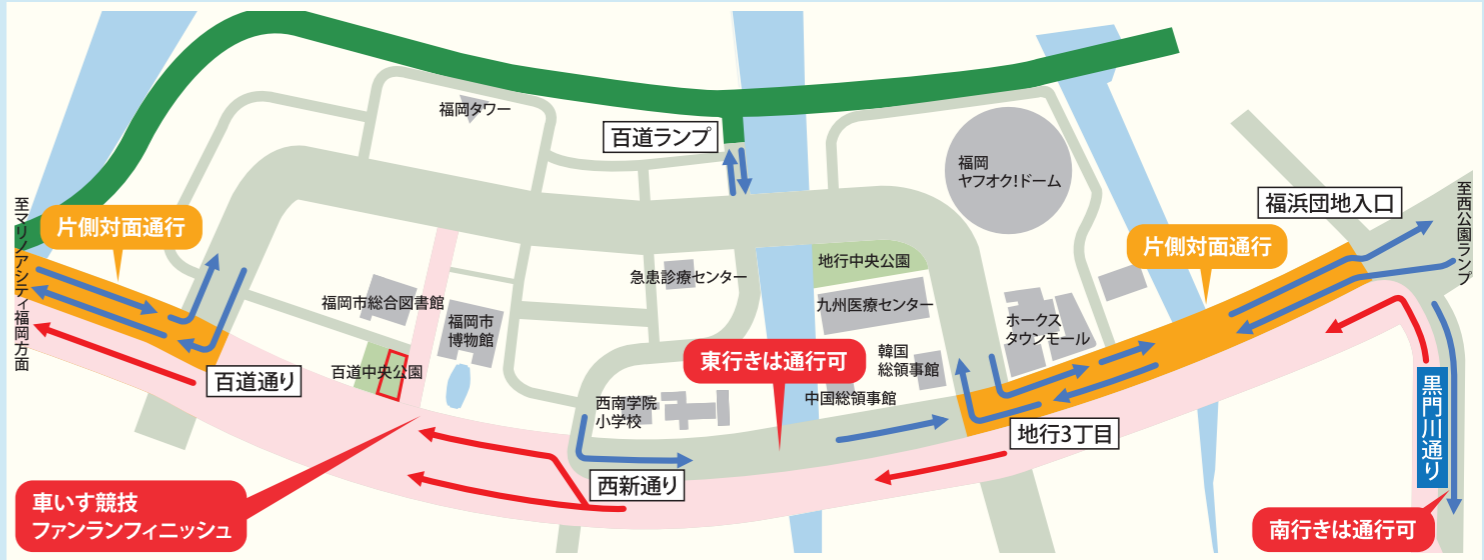 福岡タワー
百道ランプ
福岡
ヤフオク!ドーム
福浜団地入口
至西公園ランプ
至マリノアシティ福岡方面
片側対面通行
片側対面通行
急患診療センター
地行中央公園
九州医療センター
福岡市総合図書館
福岡市
博物館
ホークス
タウンモール
韓国
総領事館
中国総領事館
東行きは通行可
百道中央公園
百道通り
西南学院
小学校
地行3丁目
黒門川通り
西新通り
車いす競技
ファンランフィニッシュ
南行きは通行可